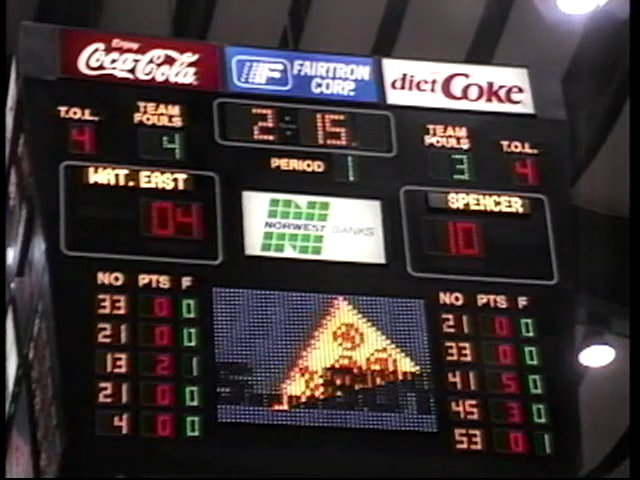 Enjoy
Coca-Cola
FAIRTRON
CORP.
diet Coke
T.O.L. TEAM FOULS 2:15 TEAM FOULS T.O.L.
4 4 PERIOD 1 3 4
WAT. EAST SPENCER
04 NORWEST BANKS 10
NO PTS F NO PTS F
33 0 0 21 0 0
21 0 0 33 0 0
13 2 1 41 5 0
21 0 0 45 3 0
4 0 0 53 0 1